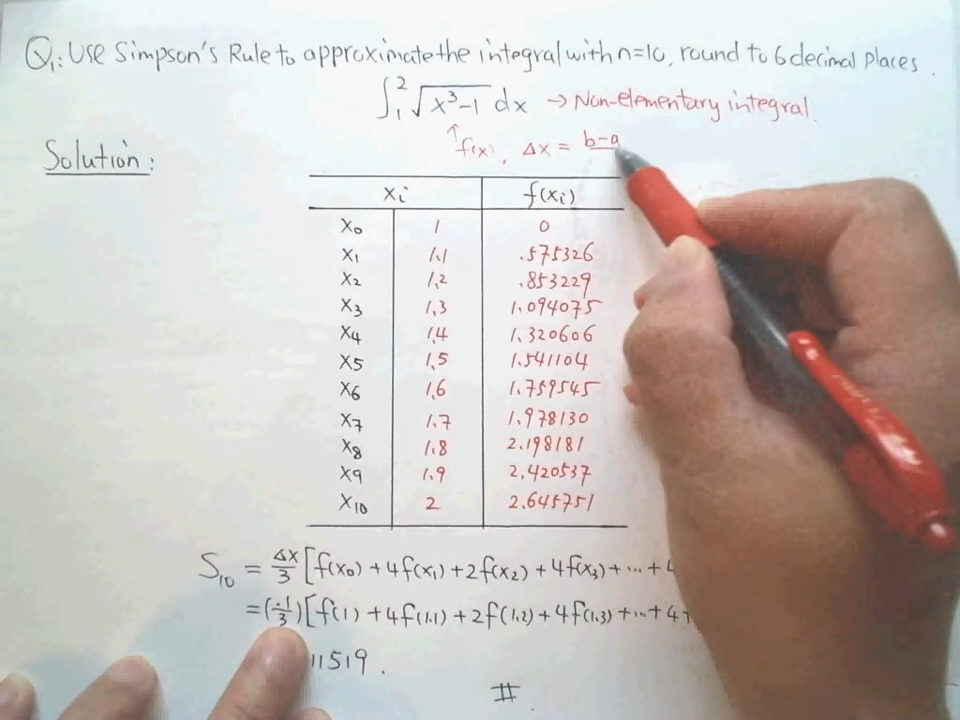 Q1: Use Simpson's Rule to approximate the integral with n=10, round to 6 decimal places.
∫₁² √(x³-1) dx → Non-elementary integral.
↑ f(x), Δx = b-a
Solution:
xi f(xi)
x0 1 0
x1 1.1 .575326
x2 1.2 .853229
x3 1.3 1.094075
x4 1.4 1.320606
x5 1.5 1.541104
x6 1.6 1.759545
x7 1.7 1.978130
x8 1.8 2.198181
x9 1.9 2.420537
x10 2 2.645751
S10 = Δx/3 [f(x0) + 4f(x1) + 2f(x2) + 4f(x3) + ... + 4
= (.1/3) [f(1) + 4f(1.1) + 2f(1.2) + 4f(1.3) + ... + 4
11519.
#